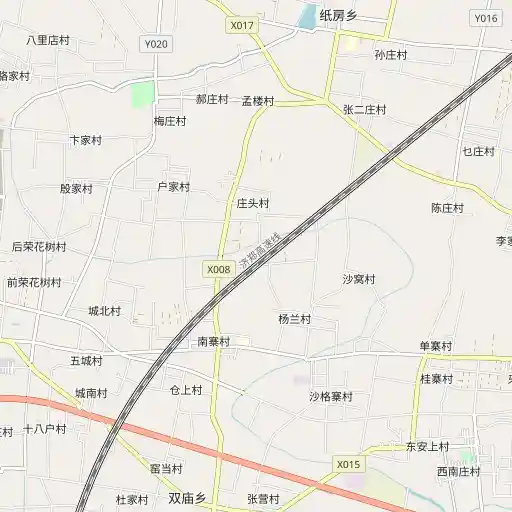 纸房乡
Y016
X017
八里店村
Y020
孙庄村
骆家村
郝庄村
孟楼村
张二庄村
梅庄村
卞家村
乜庄村
殷家村
户家村
庄头村
陈庄村
后荣花树村
济郑高速线
李家
X008
前荣花树村
沙窝村
城北村
杨兰村
南寨村
单寨村
五城村
桂寨村
城南村
仓上村
沙格寨村
十八户村
庄村
东安上村
窑当村
X015
西南庄村
杜家村
双庙乡
张营村